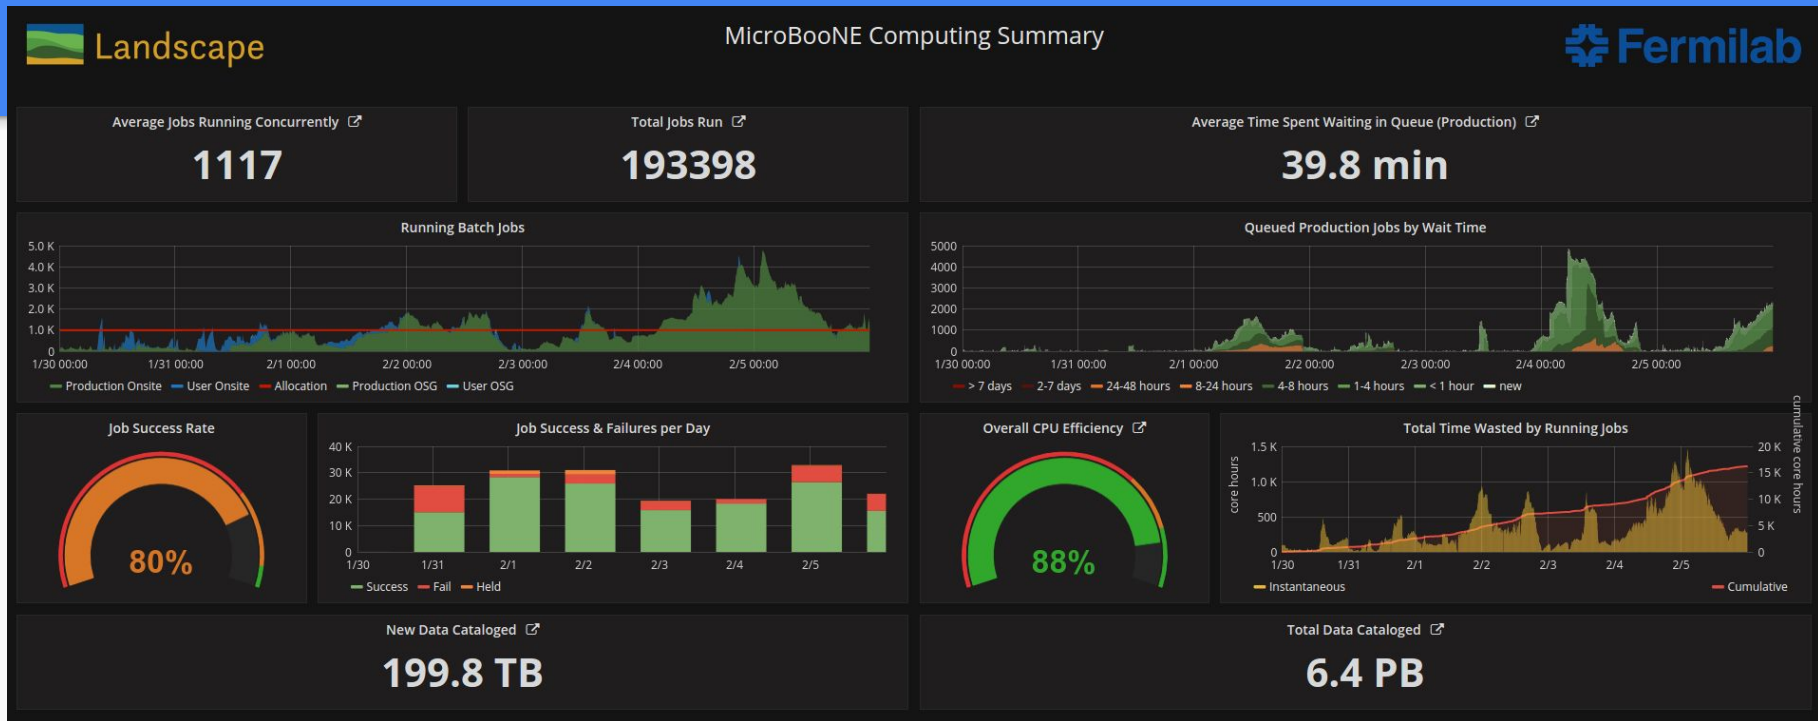 Landscape
MicroBooNE Computing Summary
Fermilab
Average Jobs Running Concurrently
1117
Total Jobs Run
193398
Average Time Spent Waiting in Queue (Production)
39.8 min
Running Batch Jobs
5.0 K
4.0 K
3.0 K
2.0 K
1.0 K
0
1/30 00:00 1/31 00:00 2/1 00:00 2/2 00:00 2/3 00:00 2/4 00:00 2/5 00:00
Production Onsite User Onsite Allocation Production OSG User OSG
Queued Production Jobs by Wait Time
5000
4000
3000
2000
1000
0
1/30 00:00 1/31 00:00 2/1 00:00 2/2 00:00 2/3 00:00 2/4 00:00 2/5 00:00
> 7 days 2-7 days 24-48 hours 8-24 hours 4-8 hours 1-4 hours < 1 hour new
Job Success Rate
80%
Job Success & Failures per Day
40 K
30 K
20 K
10 K
0
1/30 1/31 2/1 2/2 2/3 2/4 2/5
Success Fail Held
Overall CPU Efficiency
88%
Total Time Wasted by Running Jobs
core hours
1.5 K
1.0 K
500
0
20 K
15 K
10 K
5 K
0
cumulative core hours
1/30 1/31 2/1 2/2 2/3 2/4 2/5
Instantaneous Cumulative
New Data Cataloged
199.8 TB
Total Data Cataloged
6.4 PB